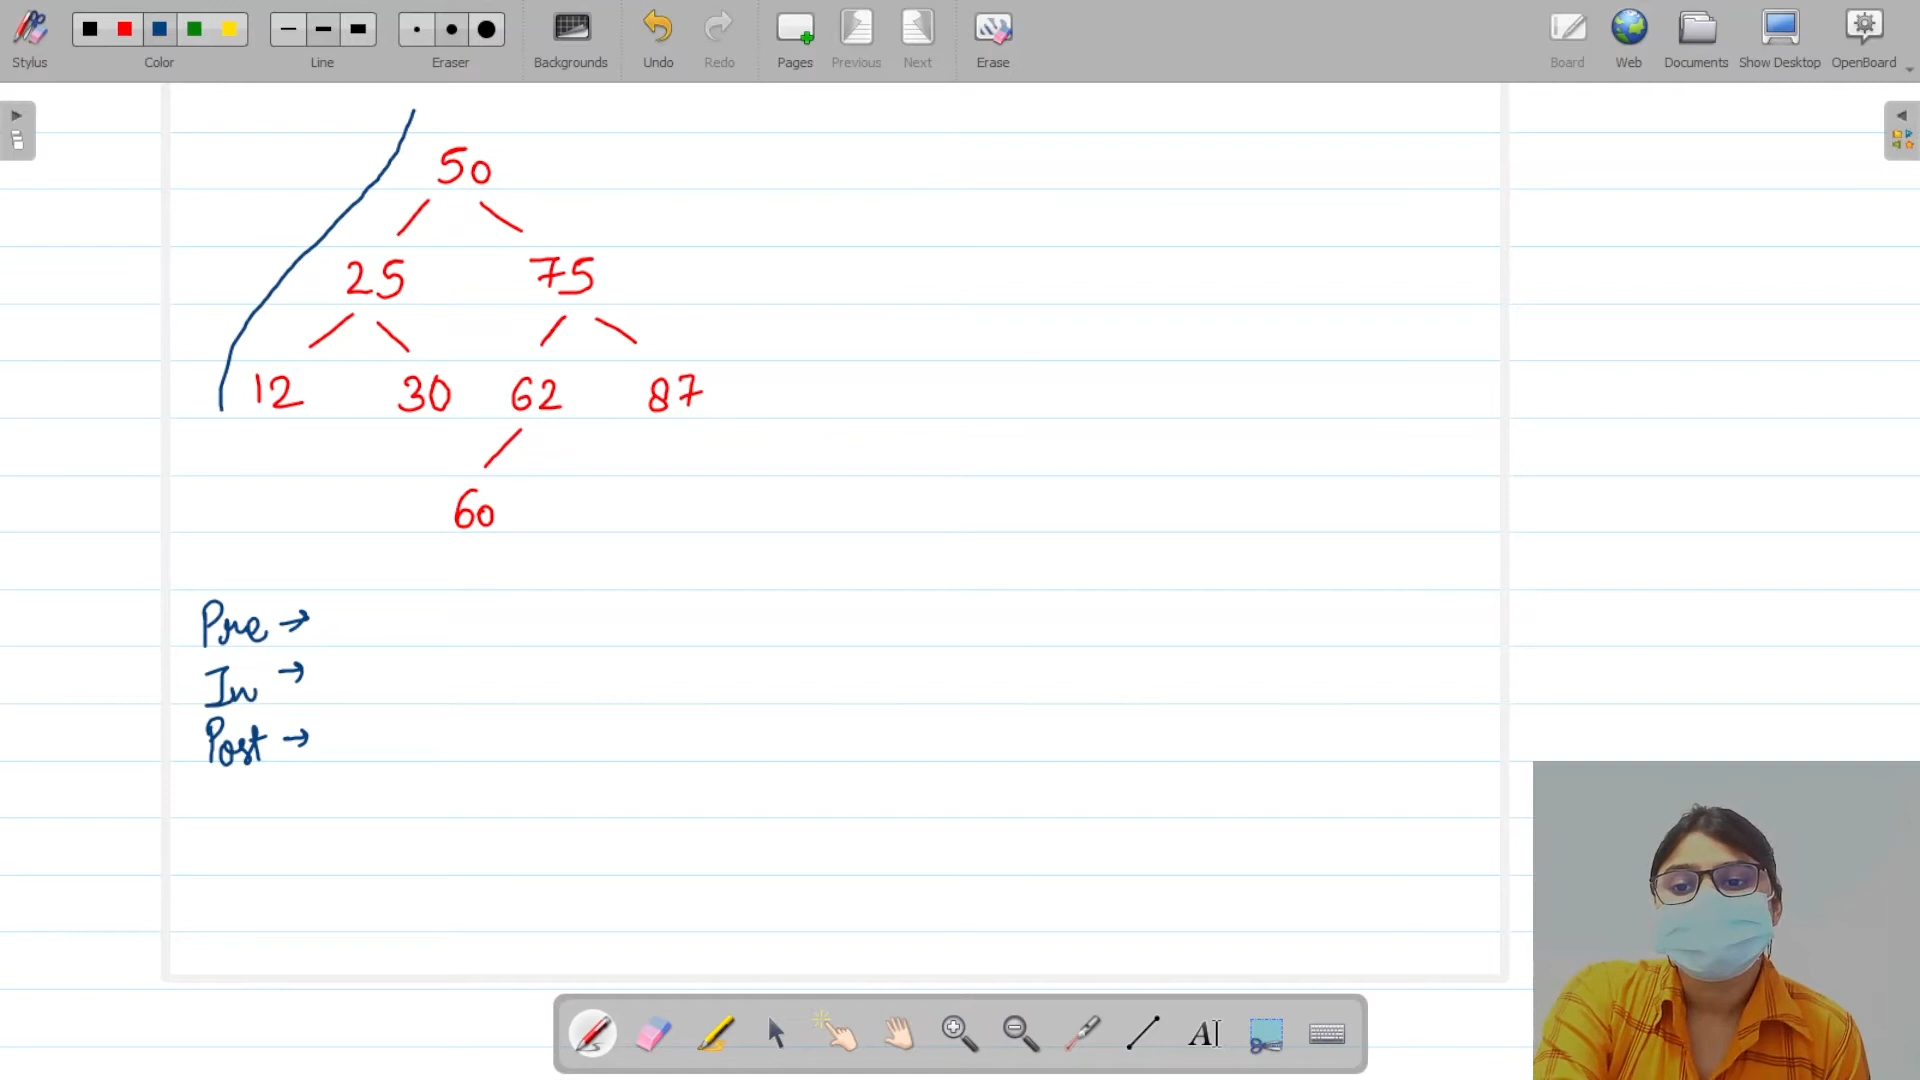 Stylus Color Line Eraser Backgrounds Undo Redo Pages Previous Next Erase Board Web Documents Show Desktop OpenBoard
50
25 75
12 30 62 87
60
Pre →
In →
Post →